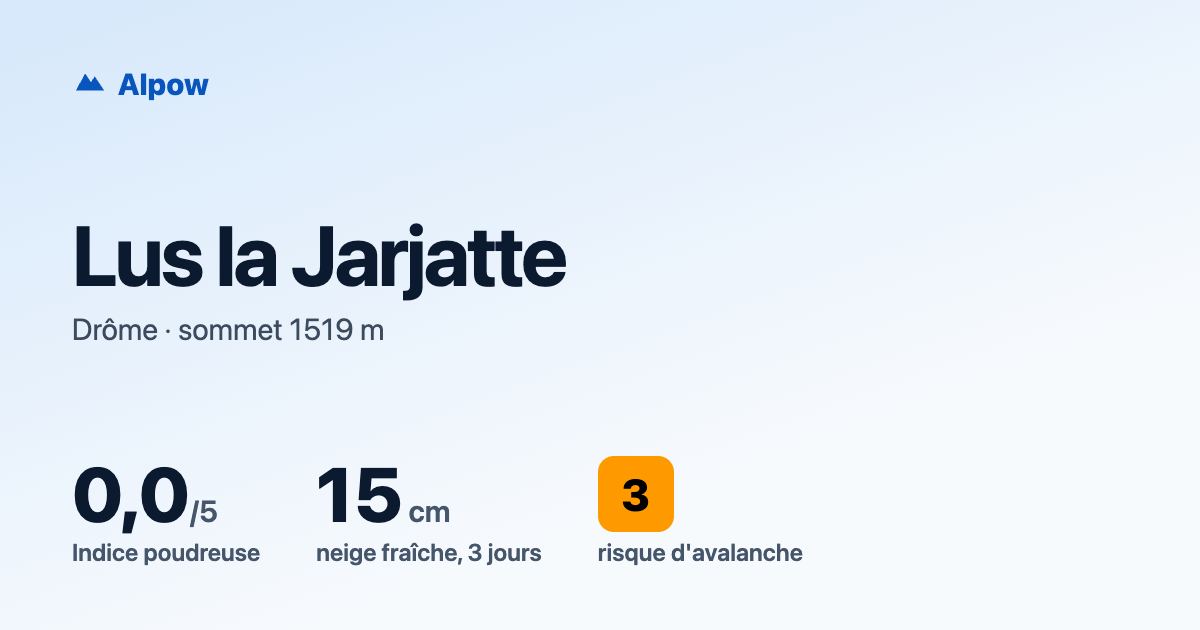 Alpow
Lus la Jarjatte
Drôme · sommet 1519 m
0,0/5
Indice poudreuse
15 cm
neige fraîche, 3 jours
3
risque d'avalanche